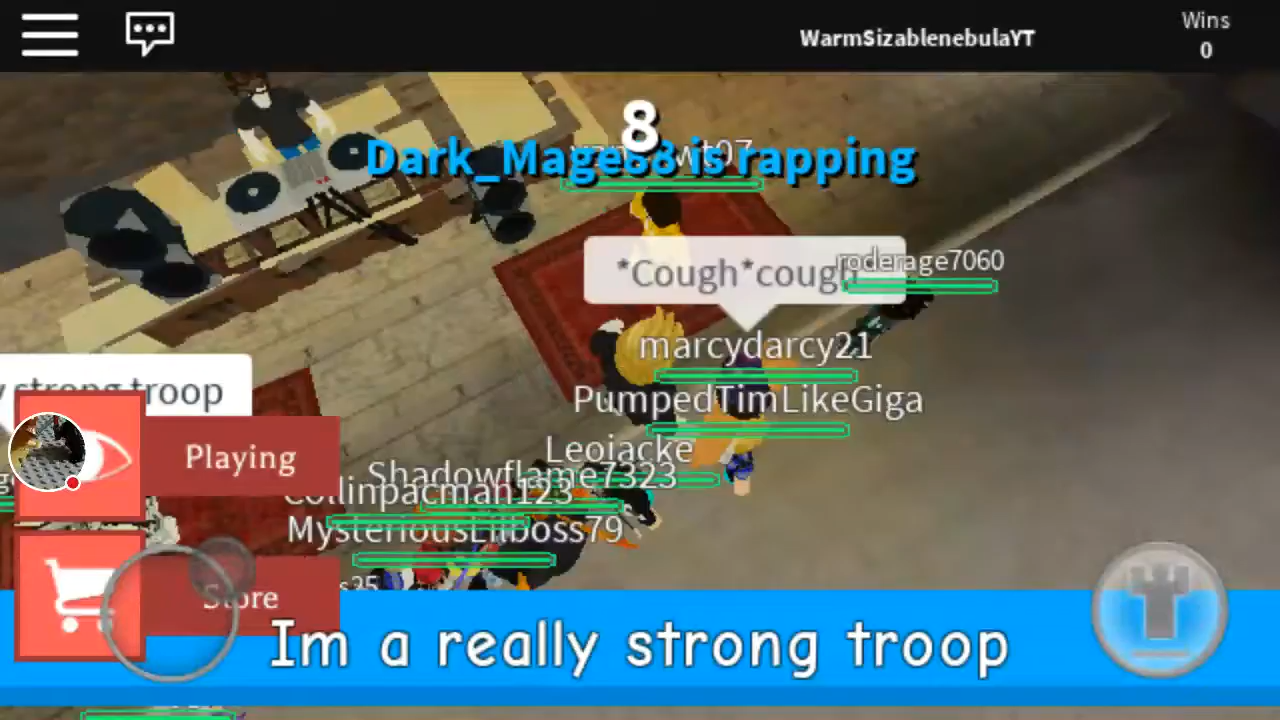 WarmSizablenebulaYT
Wins
0
8
Dark_Mage88 is rapping
*Cough*cough
roderage7060
marcydarcy21
strong troop
PumpedTimLikeGiga
Playing
Leojacke
Shadowflame7323
Collinpacman123
MysteriousLilboss79
s35
Store
Im a really strong troop